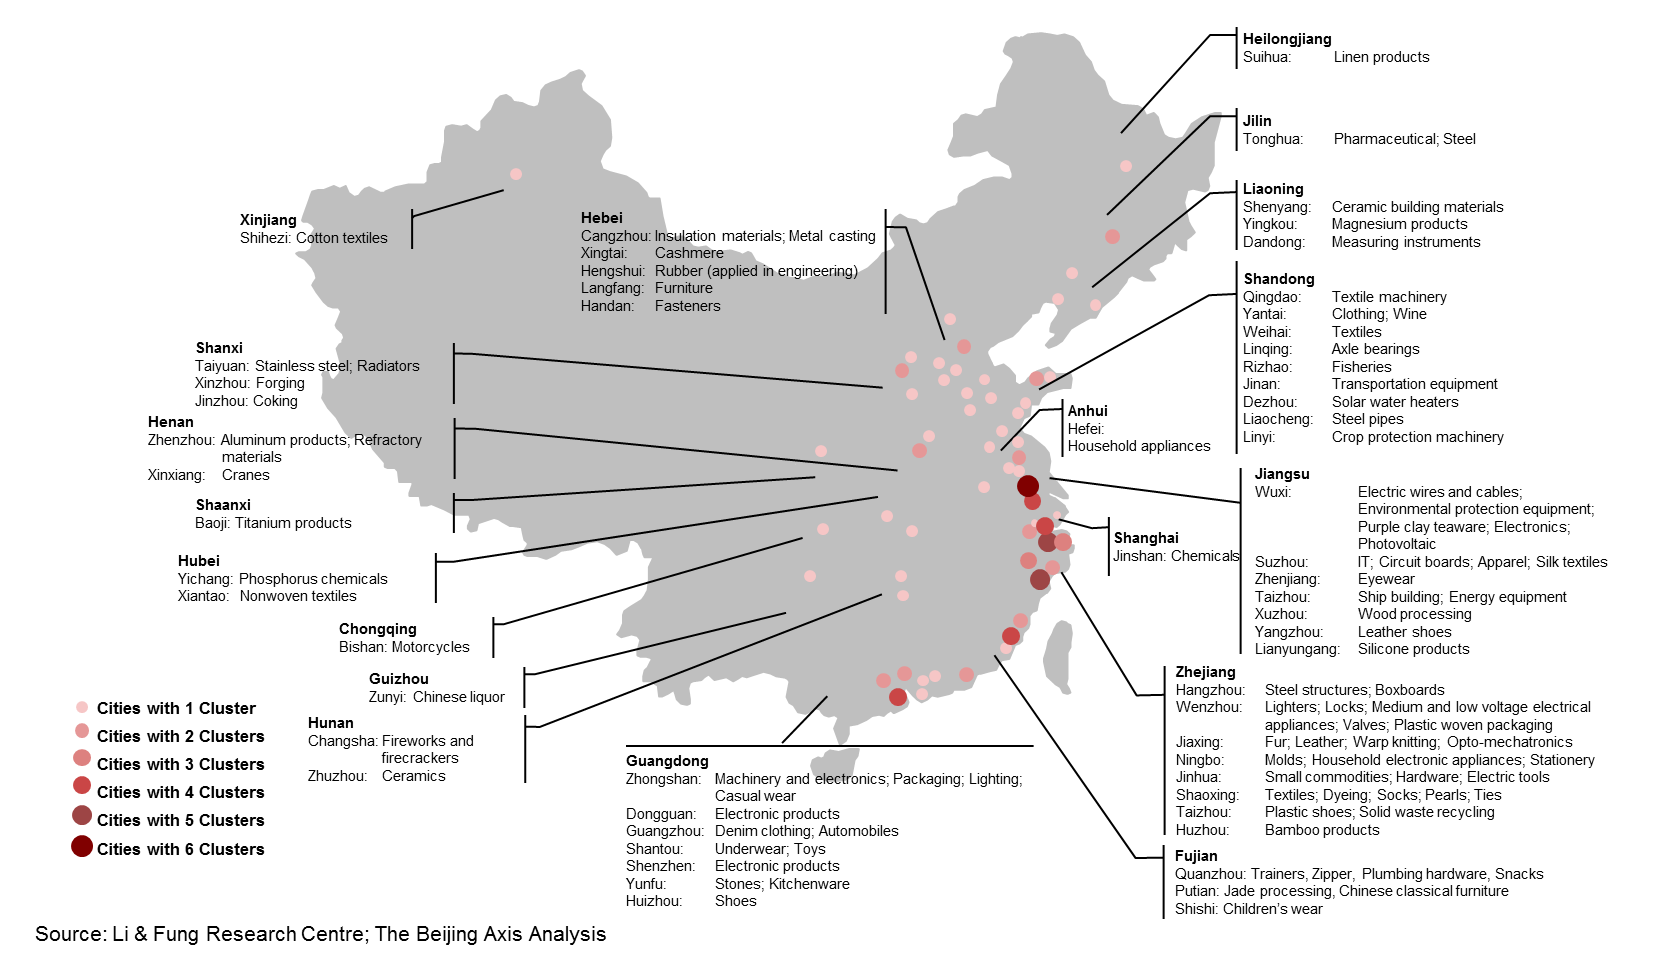 Heilongjiang
Suihua: Linen products
Jilin
Tonghua: Pharmaceutical; Steel
Liaoning
Shenyang: Ceramic building materials
Yingkou: Magnesium products
Dandong: Measuring instruments
Xinjiang
Shihezi: Cotton textiles
Hebei
Cangzhou: Insulation materials; Metal casting
Xingtai: Cashmere
Hengshui: Rubber (applied in engineering)
Langfang: Furniture
Handan: Fasteners
Shandong
Qingdao: Textile machinery
Yantai: Clothing; Wine
Weihai: Textiles
Linqing: Axle bearings
Rizhao: Fisheries
Jinan: Transportation equipment
Dezhou: Solar water heaters
Liaocheng: Steel pipes
Linyi: Crop protection machinery
Shanxi
Taiyuan: Stainless steel; Radiators
Xinzhou: Forging
Jinzhou: Coking
Anhui
Hefei:
Household appliances
Henan
Zhenzhou: Aluminum products; Refractory
materials
Xinxiang: Cranes
Shaanxi
Baoji: Titanium products
Jiangsu
Wuxi: Electric wires and cables;
Environmental protection equipment;
Purple clay teaware; Electronics;
Photovoltaic
Suzhou: IT; Circuit boards; Apparel; Silk textiles
Zhenjiang: Eyewear
Taizhou: Ship building; Energy equipment
Xuzhou: Wood processing
Yangzhou: Leather shoes
Lianyungang: Silicone products
Shanghai
Jinshan: Chemicals
Hubei
Yichang: Phosphorus chemicals
Xiantao: Nonwoven textiles
Chongqing
Bishan: Motorcycles
Guizhou
Zunyi: Chinese liquor
Hunan
Changsha: Fireworks and
firecrackers
Zhuzhou: Ceramics
Zhejiang
Hangzhou: Steel structures; Boxboards
Wenzhou: Lighters; Locks; Medium and low voltage electrical
appliances; Valves; Plastic woven packaging
Jiaxing: Fur; Leather; Warp knitting; Opto-mechatronics
Ningbo: Molds; Household electronic appliances; Stationery
Jinhua: Small commodities; Hardware; Electric tools
Shaoxing: Textiles; Dyeing; Socks; Pearls; Ties
Taizhou: Plastic shoes; Solid waste recycling
Huzhou: Bamboo products
Cities with 1 Cluster
Cities with 2 Clusters
Cities with 3 Clusters
Cities with 4 Clusters
Cities with 5 Clusters
Cities with 6 Clusters
Guangdong
Zhongshan: Machinery and electronics; Packaging; Lighting;
Casual wear
Dongguan: Electronic products
Guangzhou: Denim clothing; Automobiles
Shantou: Underwear; Toys
Shenzhen: Electronic products
Yunfu: Stones; Kitchenware
Huizhou: Shoes
Fujian
Quanzhou: Trainers, Zipper, Plumbing hardware, Snacks
Putian: Jade processing, Chinese classical furniture
Shishi: Children's wear
Source: Li & Fung Research Centre; The Beijing Axis Analysis